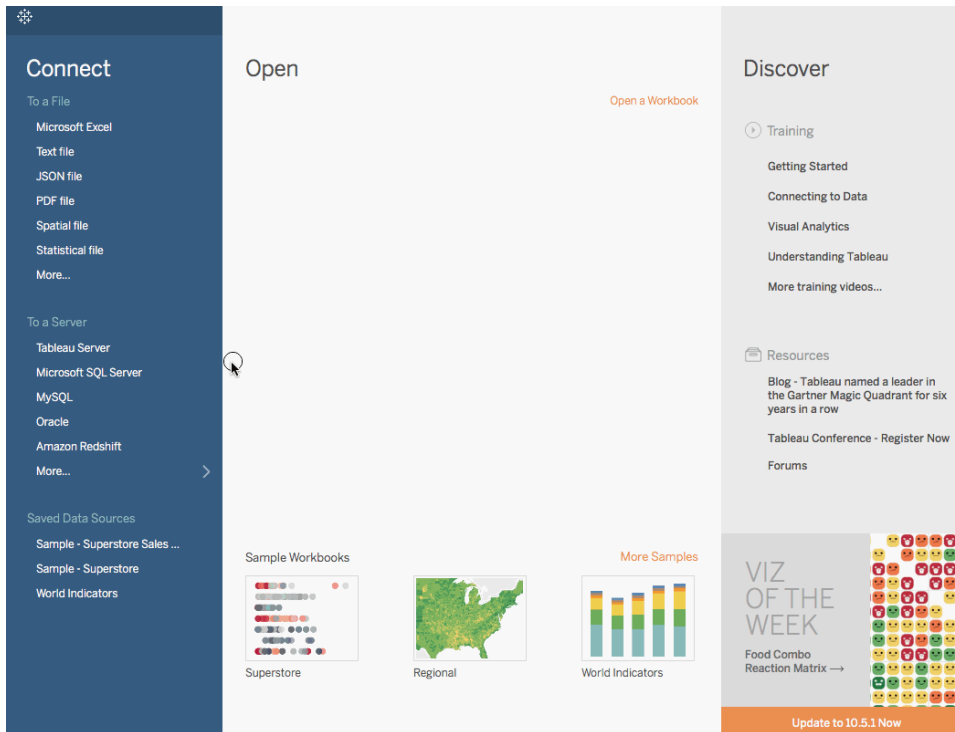 Connect
To a File
Microsoft Excel
Text file
JSON file
PDF file
Spatial file
Statistical file
More...
To a Server
Tableau Server
Microsoft SQL Server
MySQL
Oracle
Amazon Redshift
More...
Saved Data Sources
Sample - Superstore Sales ...
Sample - Superstore
World Indicators
Open
Open a Workbook
Sample Workbooks
More Samples
Superstore
Regional
World Indicators
Discover
Training
Getting Started
Connecting to Data
Visual Analytics
Understanding Tableau
More training videos...
Resources
Blog - Tableau named a leader in
the Gartner Magic Quadrant for six
years in a row
Tableau Conference - Register Now
Forums
VIZ
OF THE
WEEK
Food Combo
Reaction Matrix →
Update to 10.5.1 Now